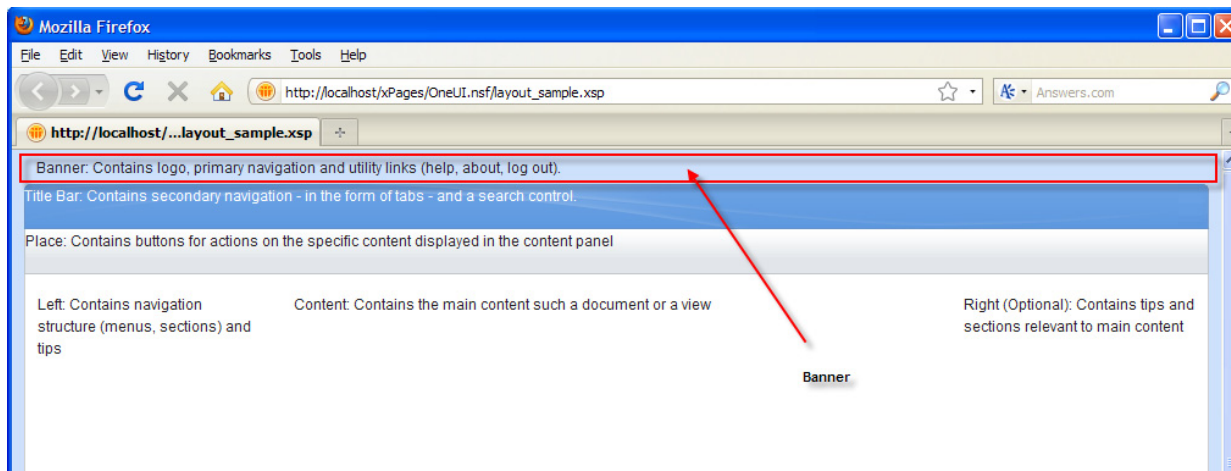 Mozilla Firefox
File Edit View History Bookmarks Tools Help
http://localhost/xPages/OneUI.nsf/layout_sample.xsp
Answers.com
http://localhost/...layout_sample.xsp
Banner: Contains logo, primary navigation and utility links (help, about, log out).
Title Bar: Contains secondary navigation - in the form of tabs - and a search control.
Place: Contains buttons for actions on the specific content displayed in the content panel
Left: Contains navigation
structure (menus, sections) and
tips
Content: Contains the main content such a document or a view
Right (Optional): Contains tips and
sections relevant to main content
Banner